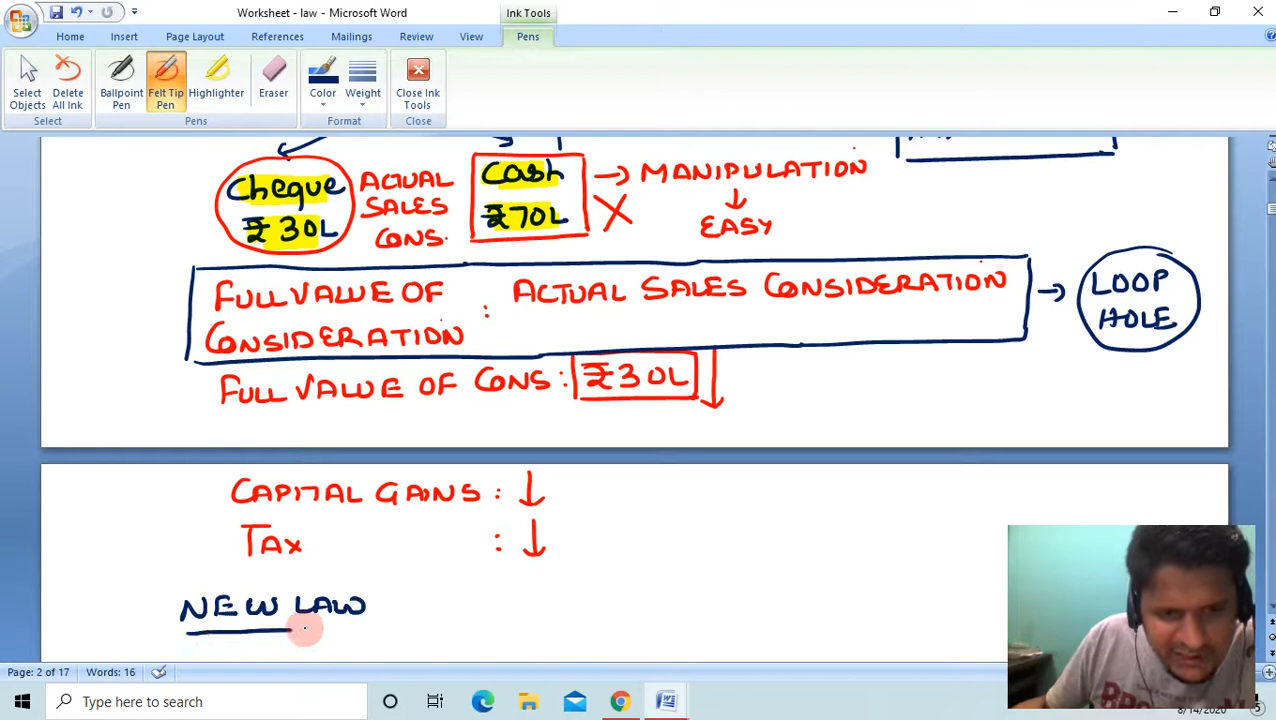 Worksheet - law - Microsoft Word
Ink Tools
Home Insert Page Layout References Mailings Review View Pens
Select Objects
Delete All Ink
Ballpoint Pen
Felt Tip Pen
Highlighter
Eraser
Color
Weight
Close Ink Tools
Select Pens Format Close
Cheque
₹30L
ACTUAL
SALES
CONS.
Cash
₹70L
→ MANIPULATION
↓
EASY
FULL VALUE OF
CONSIDERATION
: ACTUAL SALES CONSIDERATION
→ LOOP
HOLE
FULL VALUE OF CONS : ₹30L ↓
CAPITAL GAINS : ↓
TAX : ↓
NEW LAW
Page: 2 of 17 Words: 16
Type here to search
8/14/2020